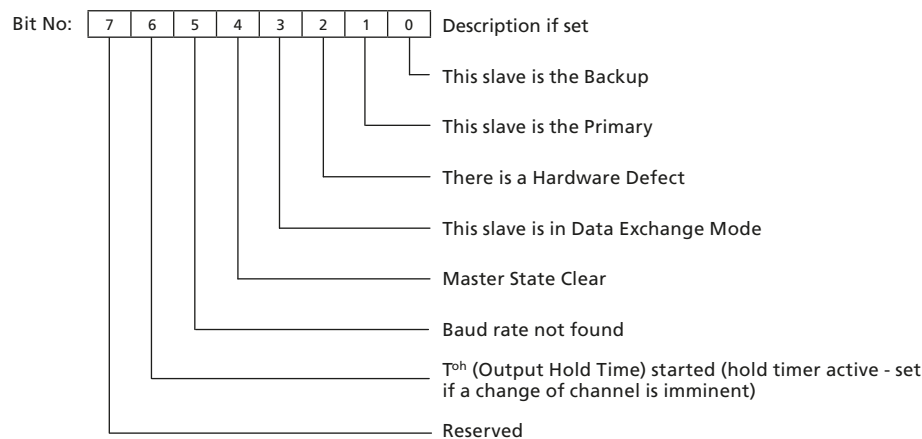 Bit No: 7 6 5 4 3 2 1 0 Description if set
This slave is the Backup
This slave is the Primary
There is a Hardware Defect
This slave is in Data Exchange Mode
Master State Clear
Baud rate not found
Toh (Output Hold Time) started (hold timer active - set
if a change of channel is imminent)
Reserved